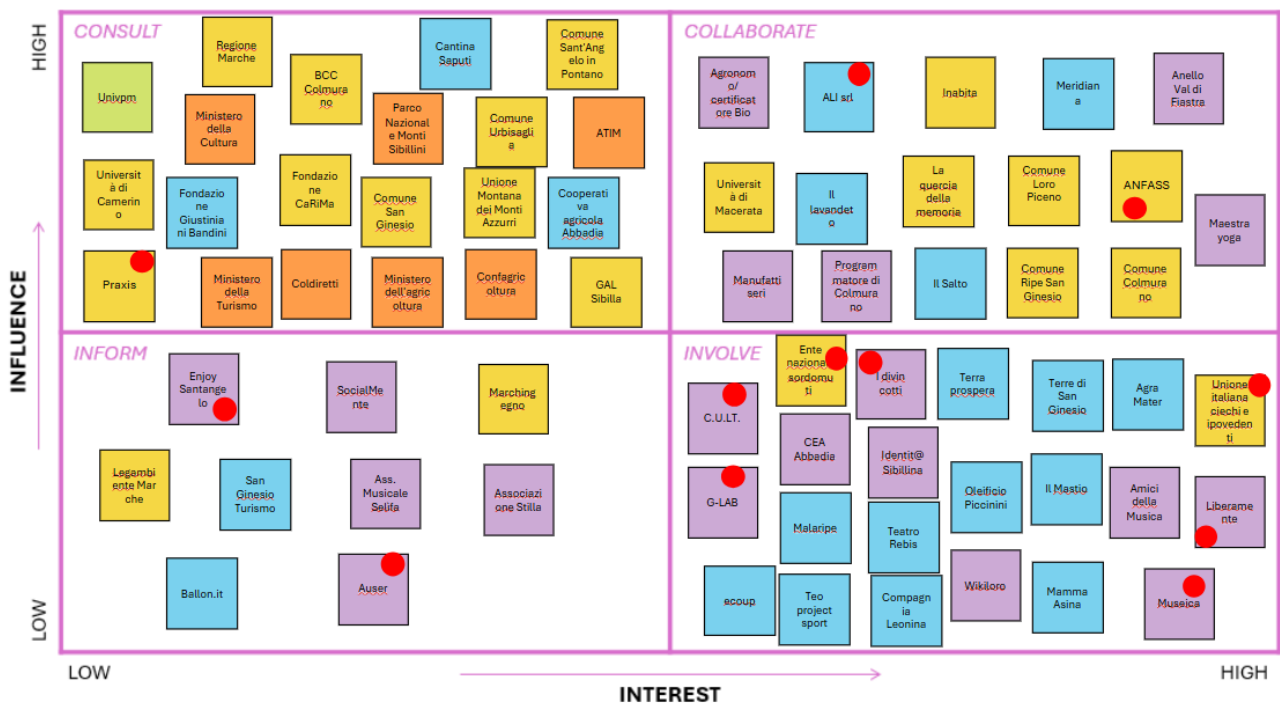 HIGH
CONSULT
Regione
Marche
BCC
Colmura
no
Cantina
Saputi
Comune
Sant'Ang
elo in
Pontano
Univpm
Ministero
della
Cultura
Parco
Nazional
e Monti
Sibillini
Comune
Urbisagli
a
ATIM
Universit
à di
Camerin
o
Fondazio
ne
Giustinia
ni Bandini
Fondazio
ne
CaRiMa
Comune
San
Ginesio
Unione
Montana
dei Monti
Azzurri
Cooperati
va
agricola
Abbadia
Praxis
Ministero
della
Turismo
Coldiretti
Ministero
dell'agric
oltura
Confagric
oltura
GAL
Sibilla
COLLABORATE
Agronom
o/
certificat
ore Bio
ALI srl
Inabita
Meridian
a
Anello
Val di
Fiastra
Universit
à di
Macerata
Il
lavandet
o
La
quercia
della
memoria
Comune
Loro
Piceno
ANFASS
Maestra
yoga
Manufatti
seri
Program
matore di
Colmura
no
Il Salto
Comune
Ripe San
Ginesio
Comune
Colmura
no
INFLUENCE
INFORM
Enjoy
Santange
lo
SocialMe
nte
Marching
egno
Legambi
ente Mar
che
San
Ginesio
Turismo
Ass.
Musicale
Selifa
Associazi
one Stilla
Ballon.it
Auser
INVOLVE
Ente
nazional
sordomu
ti
I divin
cotti
Terra
prospera
Terre di
San
Ginesio
Agra
Mater
Unione
italiana
ciechi e
ipoveden
ti
C.U.L.T.
CEA
Abbadia
Identit@
Sibillina
G-LAB
Malaripe
Teatro
Rebis
Oleificio
Piccinini
Il Mastio
Amici
della
Musica
Liberame
nte
ecoup
Teo
project
sport
Compag
nia
Leonina
Wikiloro
Mamma
Asina
Museica
LOW
LOW
HIGH
INTEREST